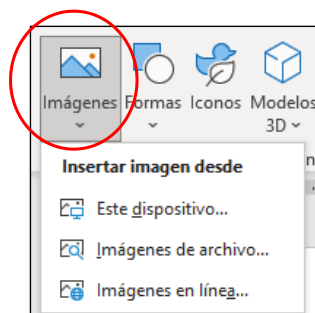 Imágenes Formas Iconos Modelos
3D
Insertar imagen desde
Este dispositivo...
Imágenes de archivo...
Imágenes en línea...